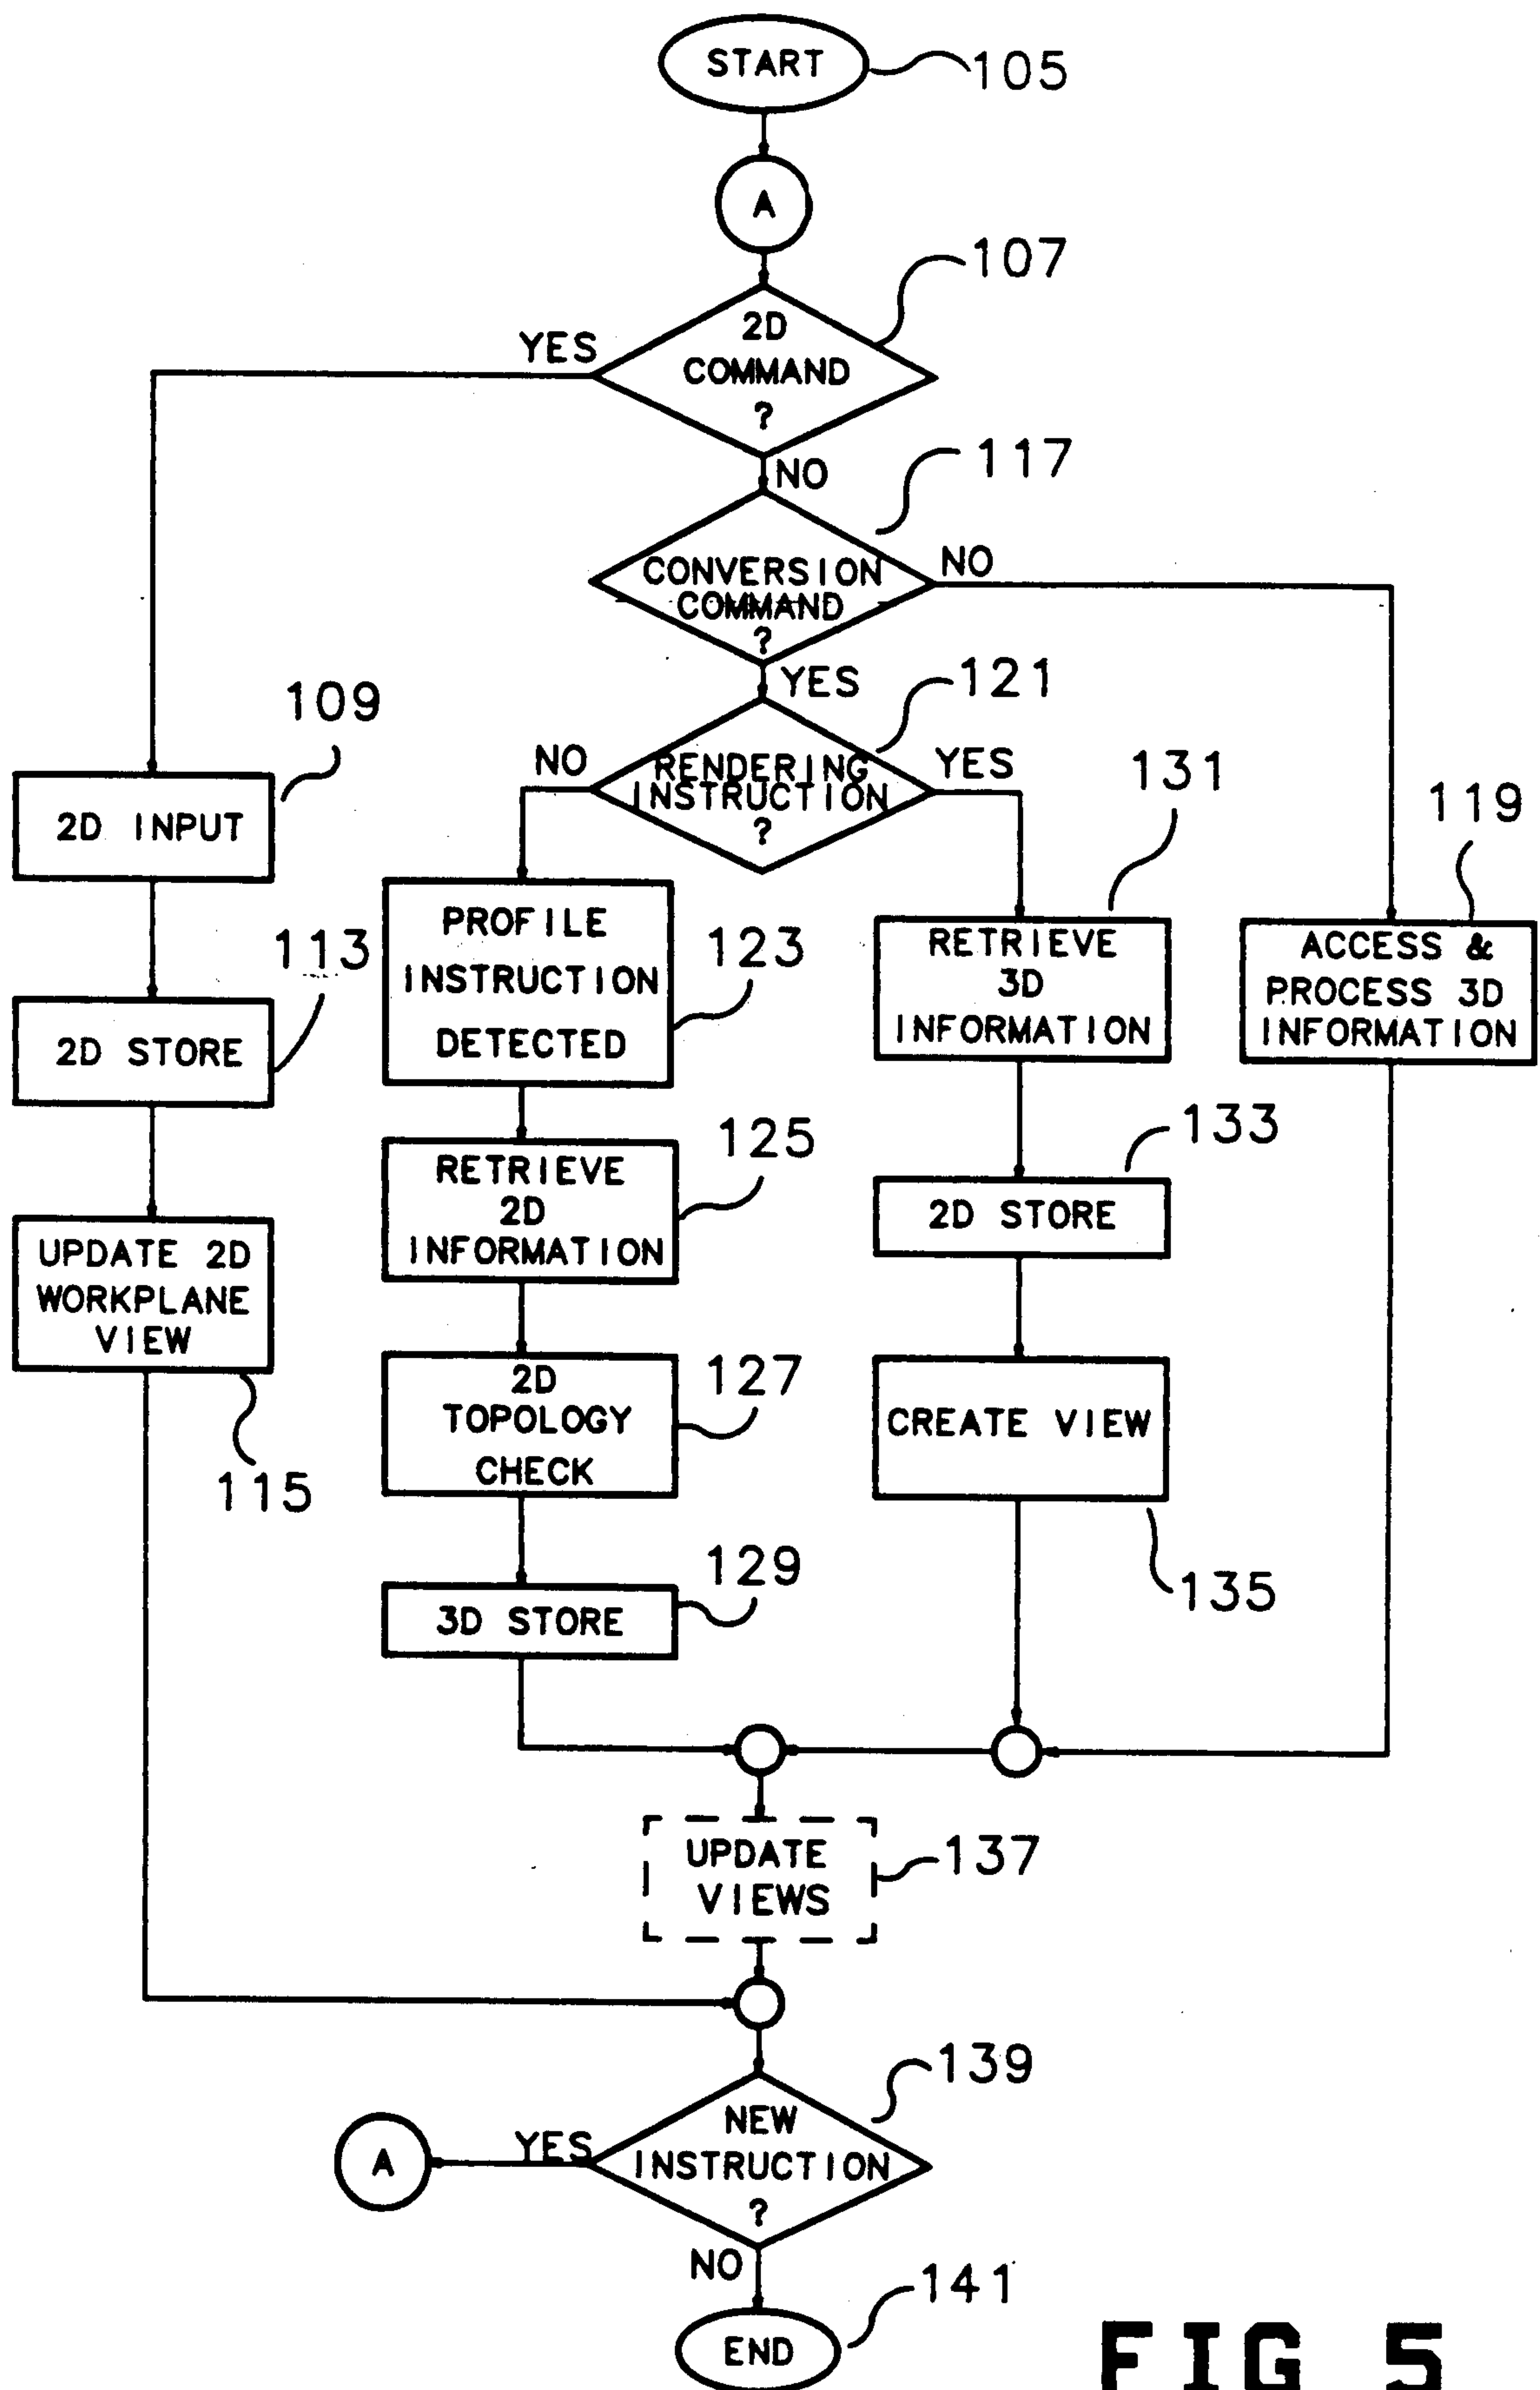 START
105
A
107
2D
COMMAND
?
YES
NO
117
CONVERSION
COMMAND
?
NO
YES
121
RENDERING
INSTRUCTION
?
NO
YES
109
2D INPUT
113
2D STORE
UPDATE 2D
WORKPLANE
VIEW
115
PROFILE
INSTRUCTION
DETECTED
123
RETRIEVE
2D
INFORMATION
125
2D
TOPOLOGY
CHECK
127
3D STORE
129
131
RETRIEVE
3D
INFORMATION
133
2D STORE
CREATE VIEW
135
119
ACCESS &
PROCESS 3D
INFORMATION
UPDATE
VIEWS
137
139
NEW
INSTRUCTION
?
YES
A
NO
141
END
FIG 5